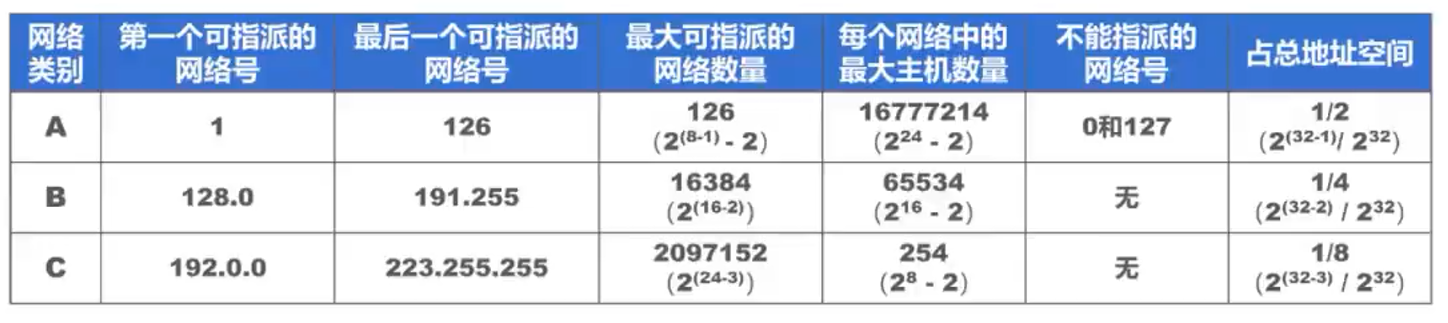 网络类别 第一个可指派的网络号 最后一个可指派的网络号 最大可指派的网络数量 每个网络中的最大主机数量 不能指派的网络号 占总地址空间
A 1 126 126 (2^(8-1) - 2) 16777214 (2^24 - 2) 0和127 1/2 (2^(32-1)/ 2^32)
B 128.0 191.255 16384 (2^(16-2)) 65534 (2^16 - 2) 无 1/4 (2^(32-2) / 2^32)
C 192.0.0 223.255.255 2097152 (2^(24-3)) 254 (2^8 - 2) 无 1/8 (2^(32-3) / 2^32)